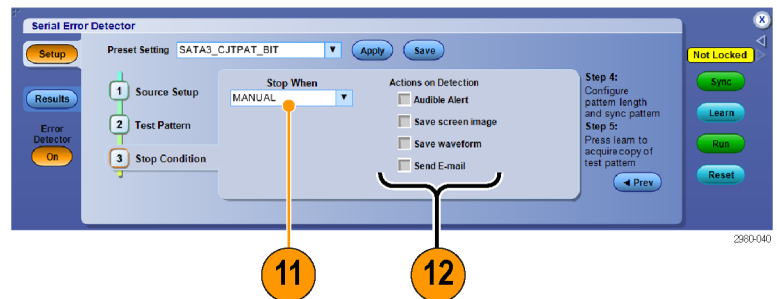 Serial Error Detector
X
Setup
Preset Setting SATA3_CJTPAT_BIT Apply Save
Not Locked
Results
Error
Detector
On
1 Source Setup
2 Test Pattern
3 Stop Condition
Stop When
MANUAL
Actions on Detection
Audible Alert
Save screen image
Save waveform
Send E-mail
Step 4:
Configure
pattern length
and sync pattern
Step 5:
Press learn to
acquire copy of
test pattern
Prev
Sync
Learn
Run
Reset
2980-040
11
12